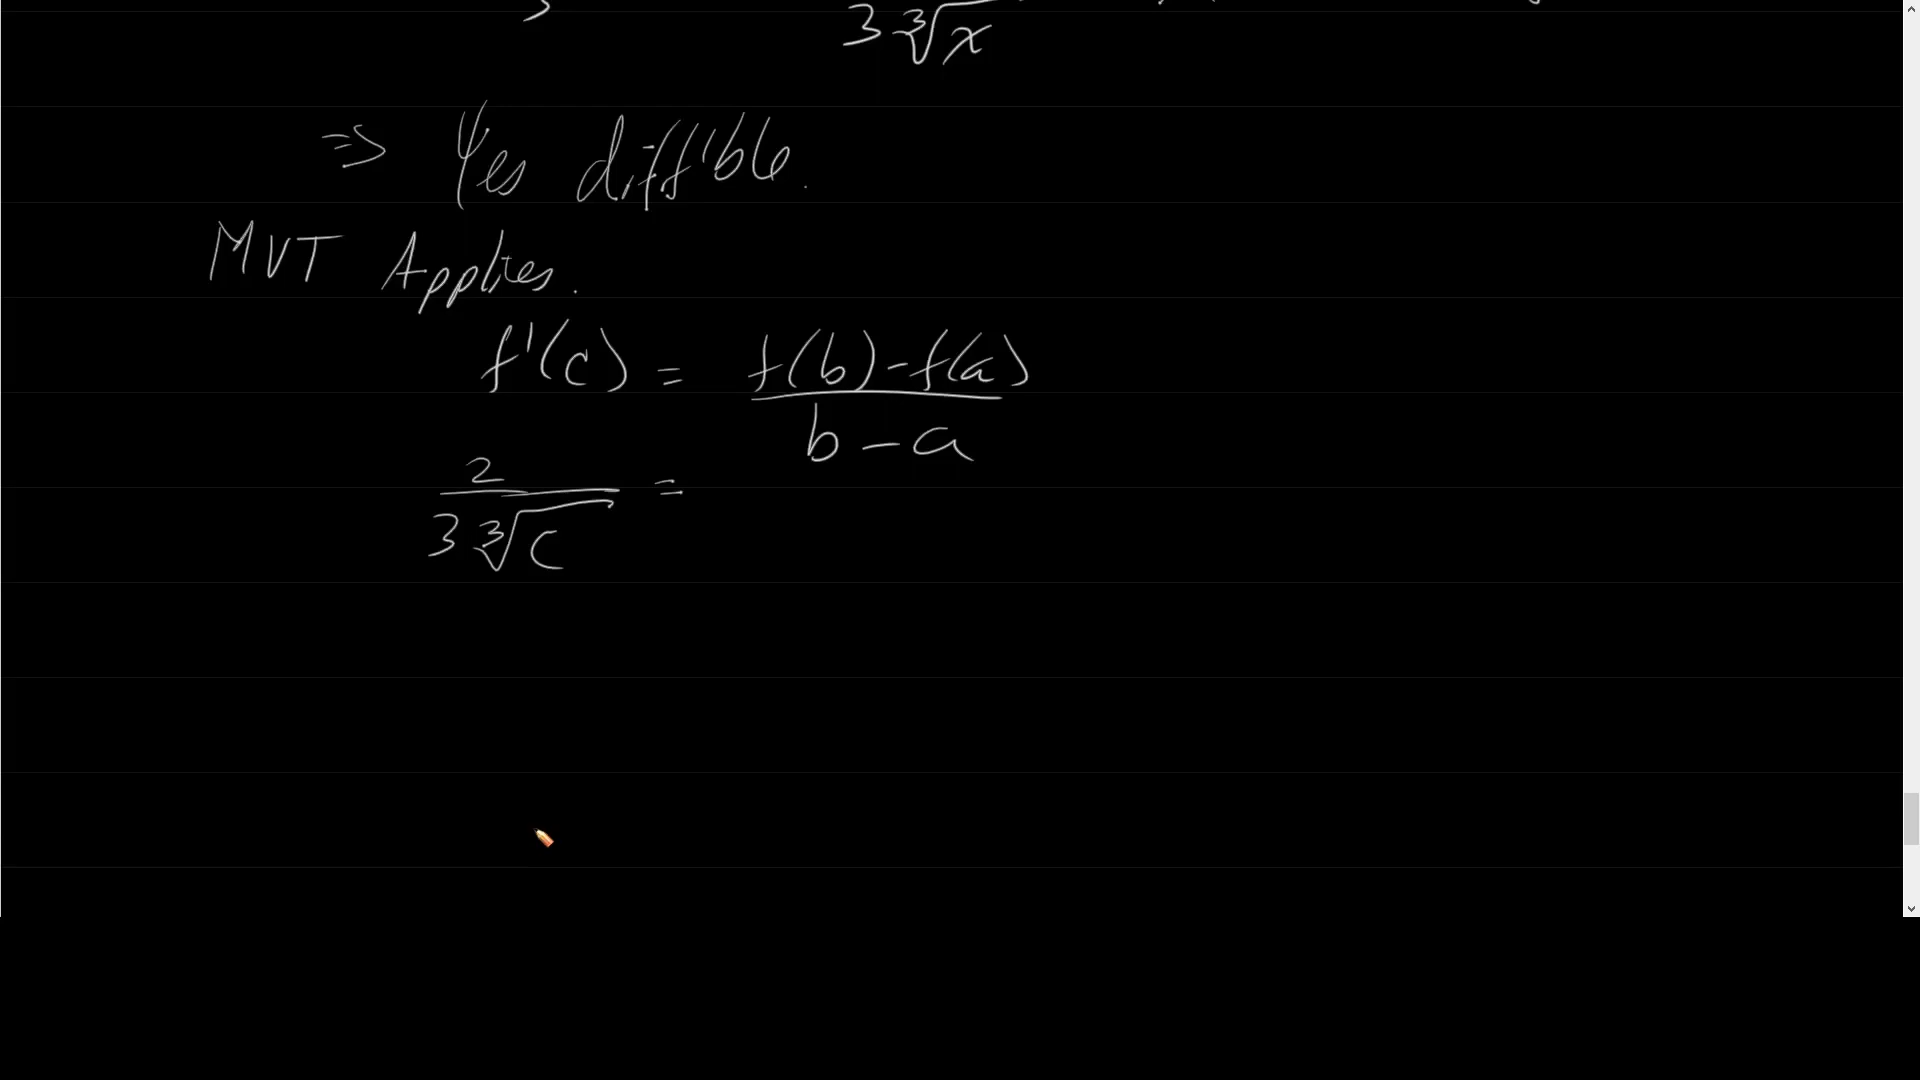 3∛x
⇒ Yes diff'ble.
MVT Applies.
f'(c) = f(b)-f(a) / b-a
2 / 3∛c =